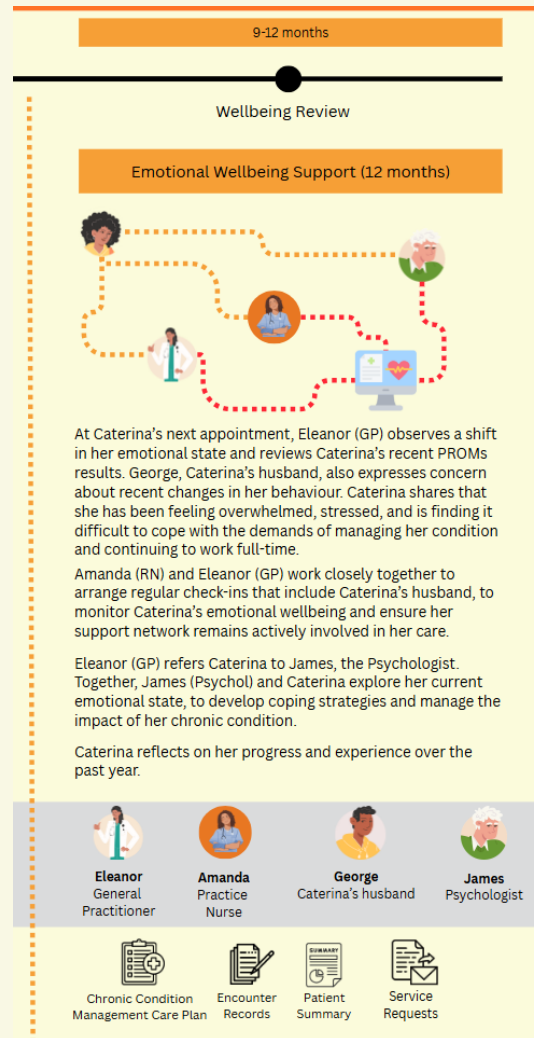 9-12 months
Wellbeing Review
Emotional Wellbeing Support (12 months)
At Caterina's next appointment, Eleanor (GP) observes a shift
in her emotional state and reviews Caterina's recent PROMs
results. George, Caterina's husband, also expresses concern
about recent changes in her behaviour. Caterina shares that
she has been feeling overwhelmed, stressed, and is finding it
difficult to cope with the demands of managing her condition
and continuing to work full-time.
Amanda (RN) and Eleanor (GP) work closely together to
arrange regular check-ins that include Caterina's husband, to
monitor Caterina's emotional wellbeing and ensure her
support network remains actively involved in her care.
Eleanor (GP) refers Caterina to James, the Psychologist.
Together, James (Psychol) and Caterina explore her current
emotional state, to develop coping strategies and manage the
impact of her chronic condition.
Caterina reflects on her progress and experience over the
past year.
Eleanor
General
Practitioner
Amanda
Practice
Nurse
George
Caterina's husband
James
Psychologist
Chronic Condition
Management Care Plan
Encounter
Records
SUMMARY
Patient
Summary
Service
Requests